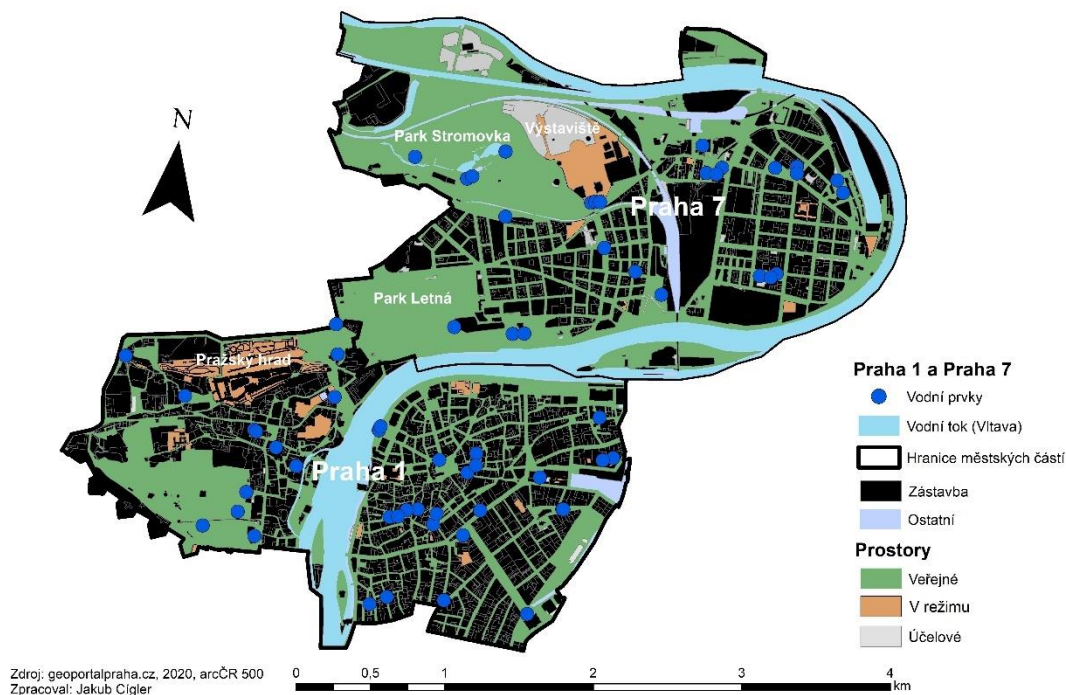 N
Park Stromovka
Výstaviště
Praha 7
Park Letná
Pražský hrad
Praha 1
Praha 1 a Praha 7
Vodní prvky
Vodní tok (Vltava)
Hranice městských částí
Zástavba
Ostatní
Prostory
Veřejné
V režimu
Účelové
Zdroj: geoportalpraha.cz, 2020, arcČR 500
Zpracoval: Jakub Cígler
0 0,5 1 2 3 4
km